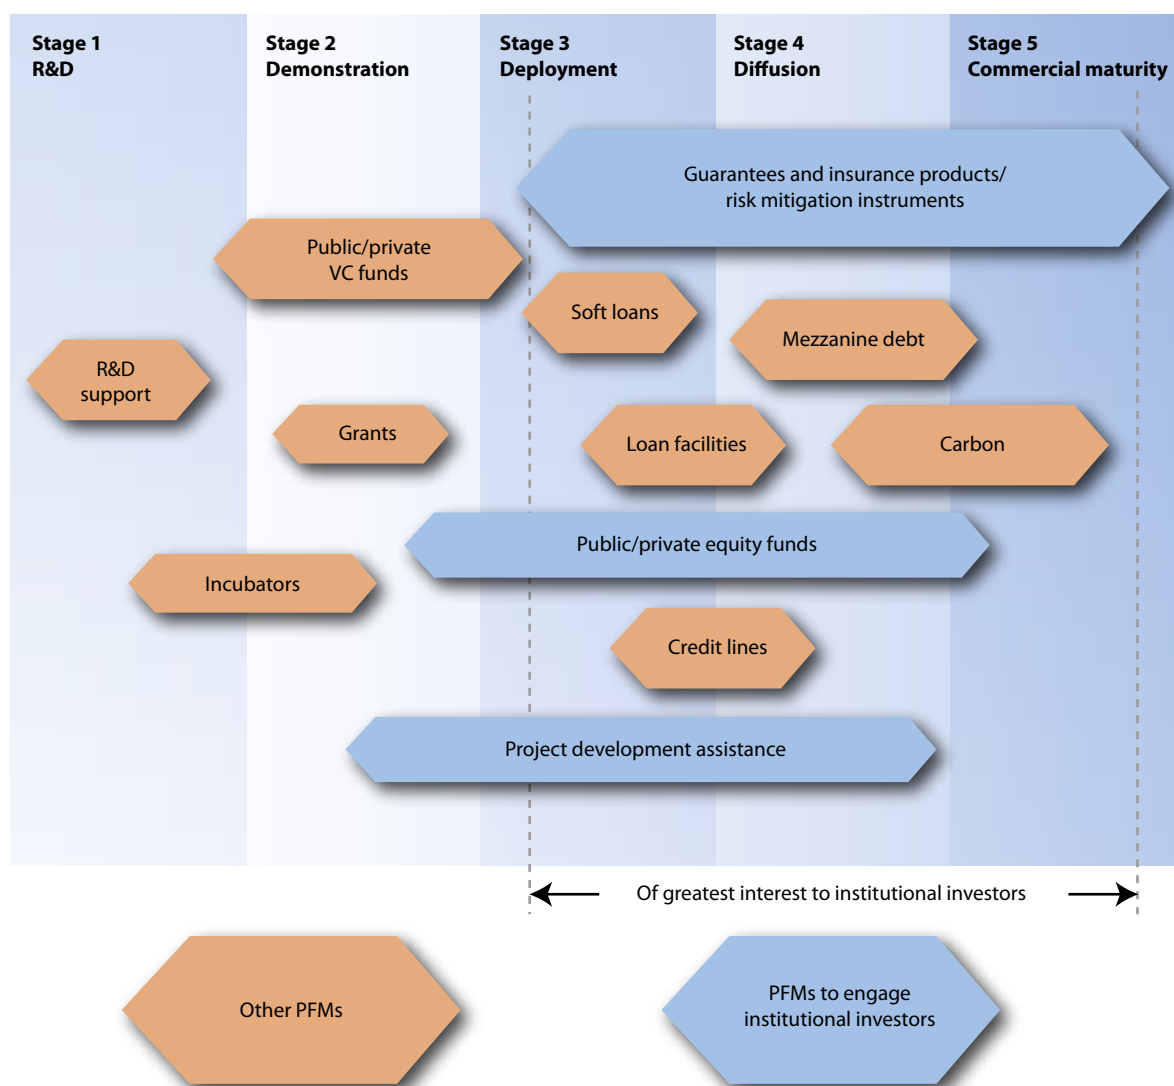 Stage 1
R&D
Stage 2
Demonstration
Stage 3
Deployment
Stage 4
Diffusion
Stage 5
Commercial maturity
Guarantees and insurance products/
risk mitigation instruments
Public/private
VC funds
Soft loans
Mezzanine debt
R&D
support
Grants
Loan facilities
Carbon
Public/private equity funds
Incubators
Credit lines
Project development assistance
Of greatest interest to institutional investors
Other PFMs
PFMs to engage
institutional investors